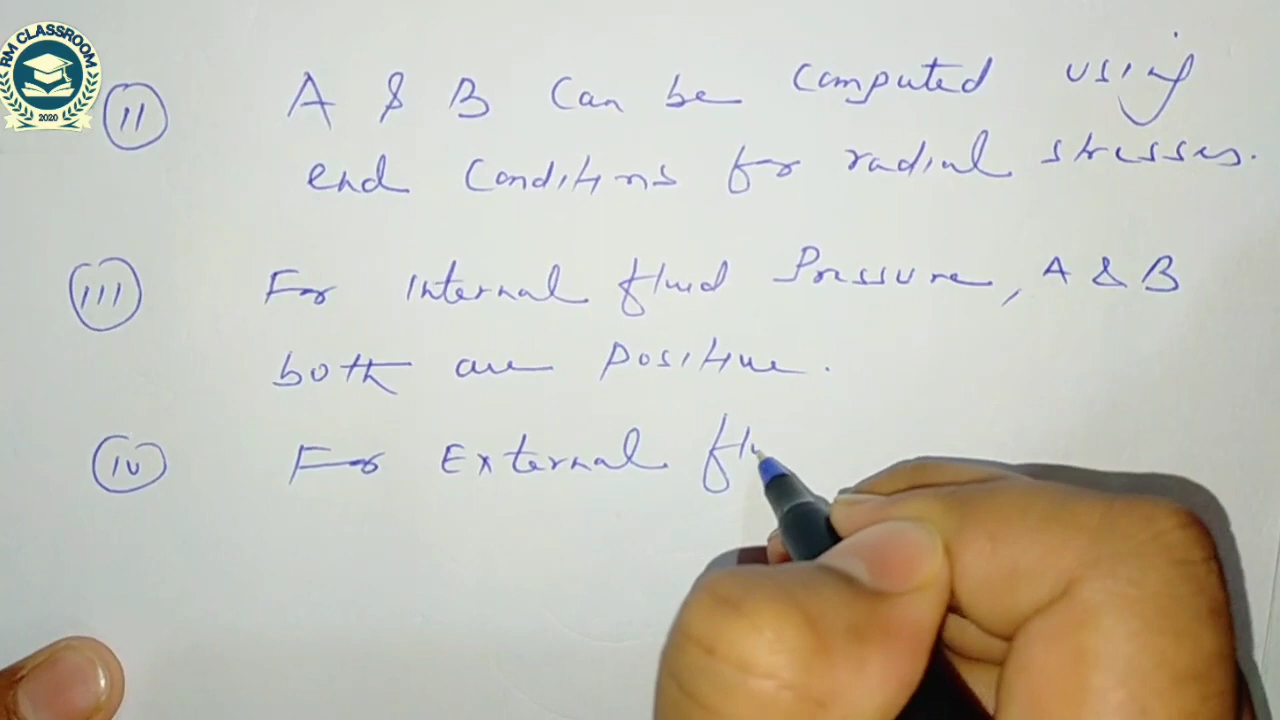 RM CLASSROOM
2020
(ii) A & B Can be Computed using
end Conditions for radial stresses.
(iii) For Internal fluid Pressure, A & B
both are positive.
(iv) For External flu